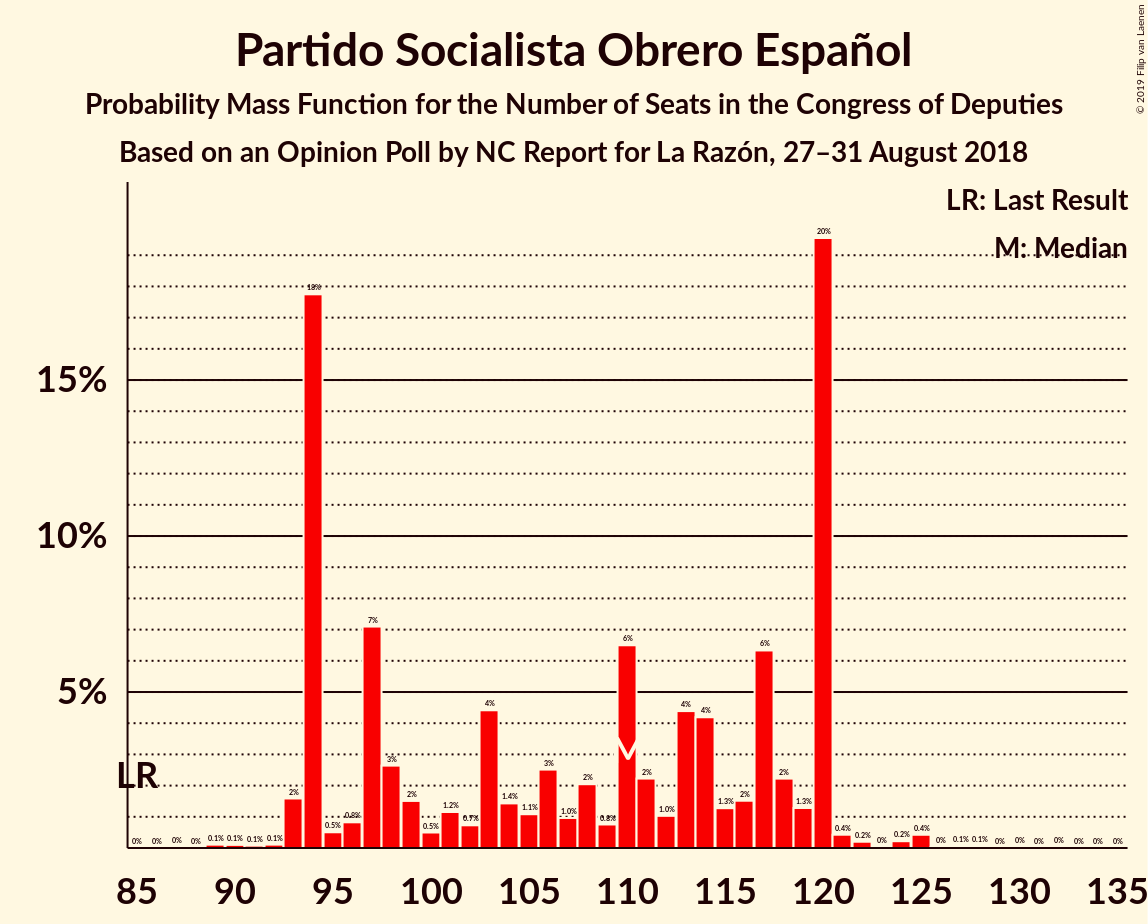 Partido Socialista Obrero Español
Probability Mass Function for the Number of Seats in the Congress of Deputies
Based on an Opinion Poll by NC Report for La Razón, 27–31 August 2018
© 2019 Filip van Laenen
LR: Last Result
M: Median
15%
10%
5%
LR
0% 0% 0% 0% 0.1% 0.1% 0.1% 0.1% 2% 18% 0.5% 0.8% 7% 3% 2% 0.5% 1.2% 0.7% 4% 1.4% 1.1% 3% 1.0% 2% 0.8% 6% 2% 1.0% 4% 4% 1.3% 2% 6% 2% 1.3% 20% 0.4% 0.2% 0% 0.2% 0.4% 0% 0.1% 0.1% 0% 0% 0% 0% 0% 0% 0%
85 90 95 100 105 110 115 120 125 130 135